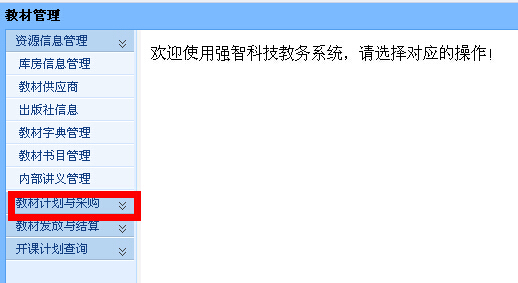 教材管理
资源信息管理
库房信息管理
教材供应商
出版社信息
教材字典管理
教材书目管理
内部讲义管理
教材计划与采购
教材发放与结算
开课计划查询
欢迎使用强智科技教务系统，请选择对应的操作!